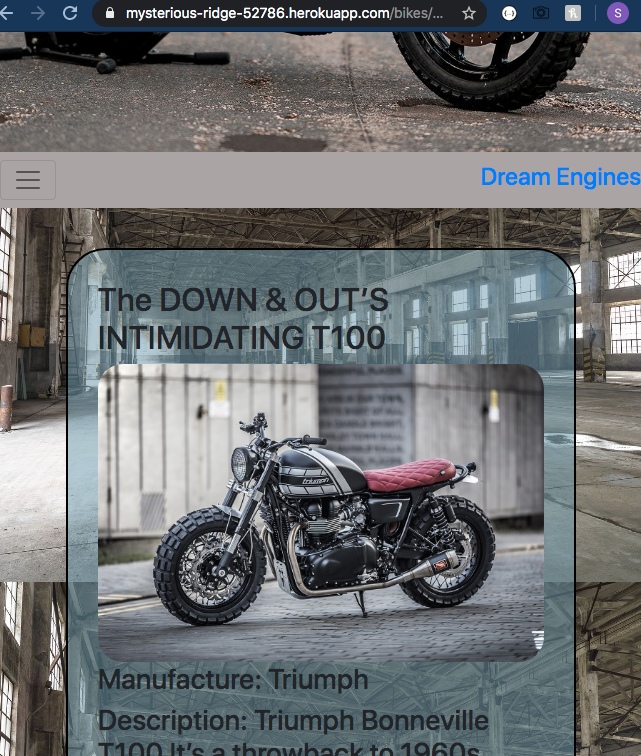 mysterious-ridge-52786.herokuapp.com/bikes/...
S
Dream Engines
The DOWN & OUT'S
INTIMIDATING T100
triumph
Manufacture: Triumph
Description: Triumph Bonneville
T100 It's a throwback to 1960s